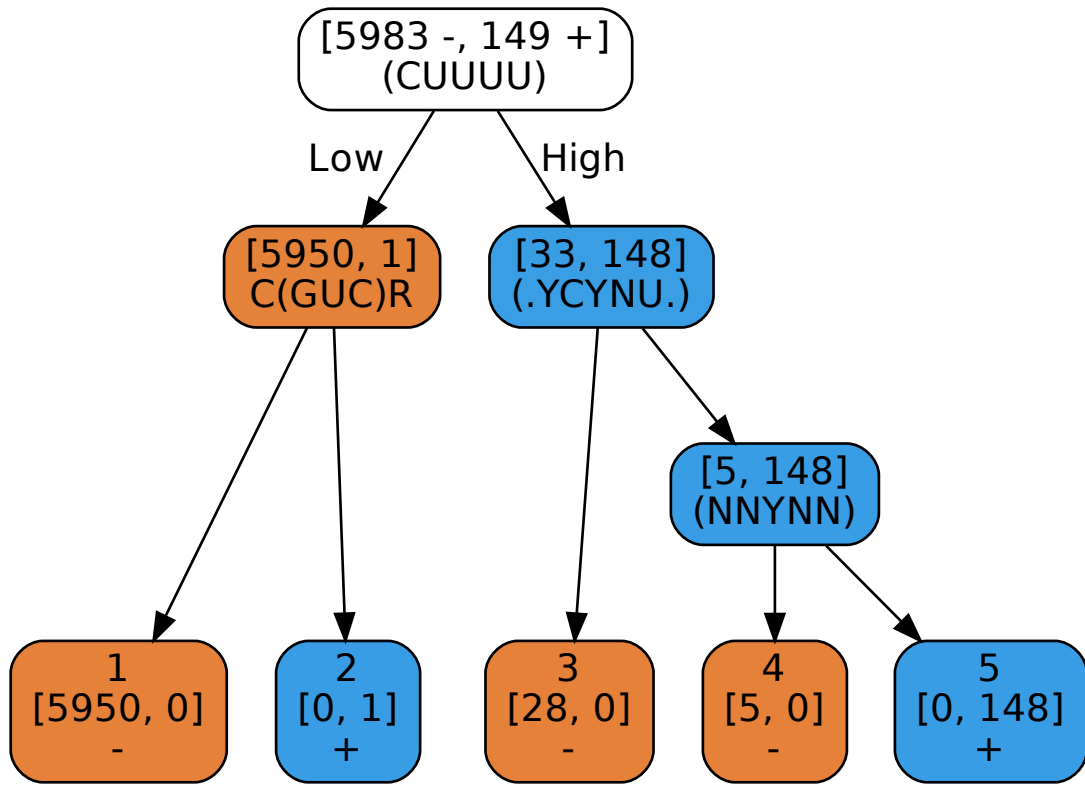 [5983 -, 149 +]
(CUUUU)
Low
High
[5950, 1]
C(GUC)R
[33, 148]
(.YCYNU.)
[5, 148]
(NNYNN)
1
[5950, 0]
-
2
[0, 1]
+
3
[28, 0]
-
4
[5, 0]
-
5
[0, 148]
+